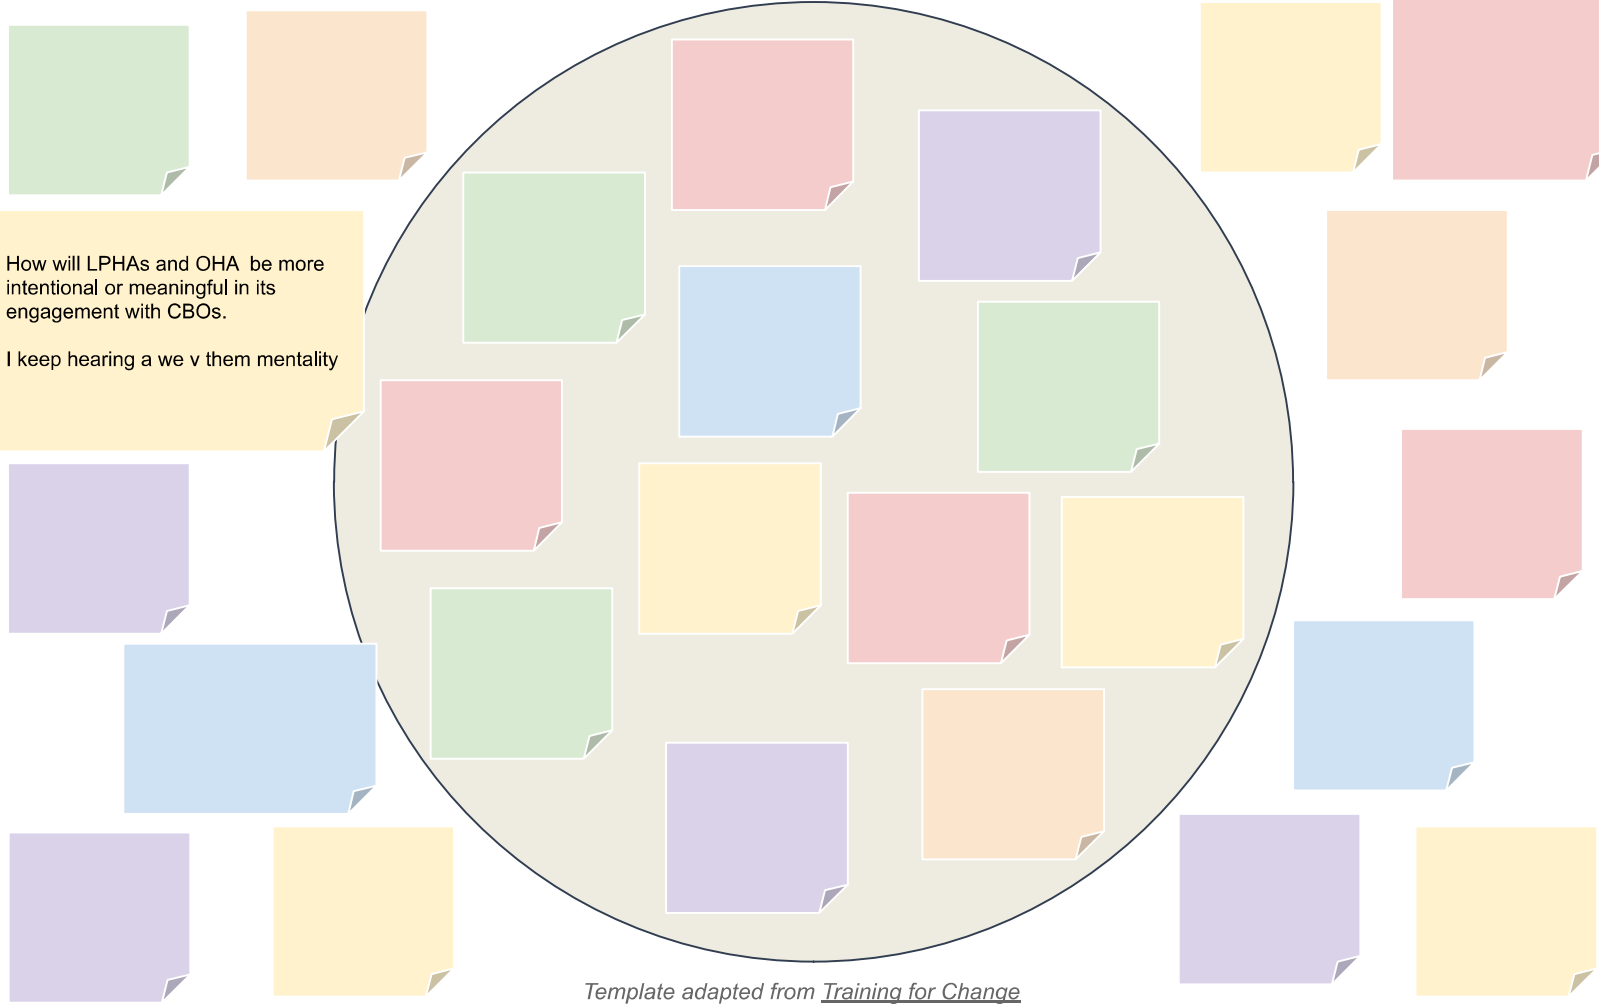 How will LPHAs and OHA  be more
intentional or meaningful in its
engagement with CBOs.
I keep hearing a we v them mentality
Template adapted from Training for Change